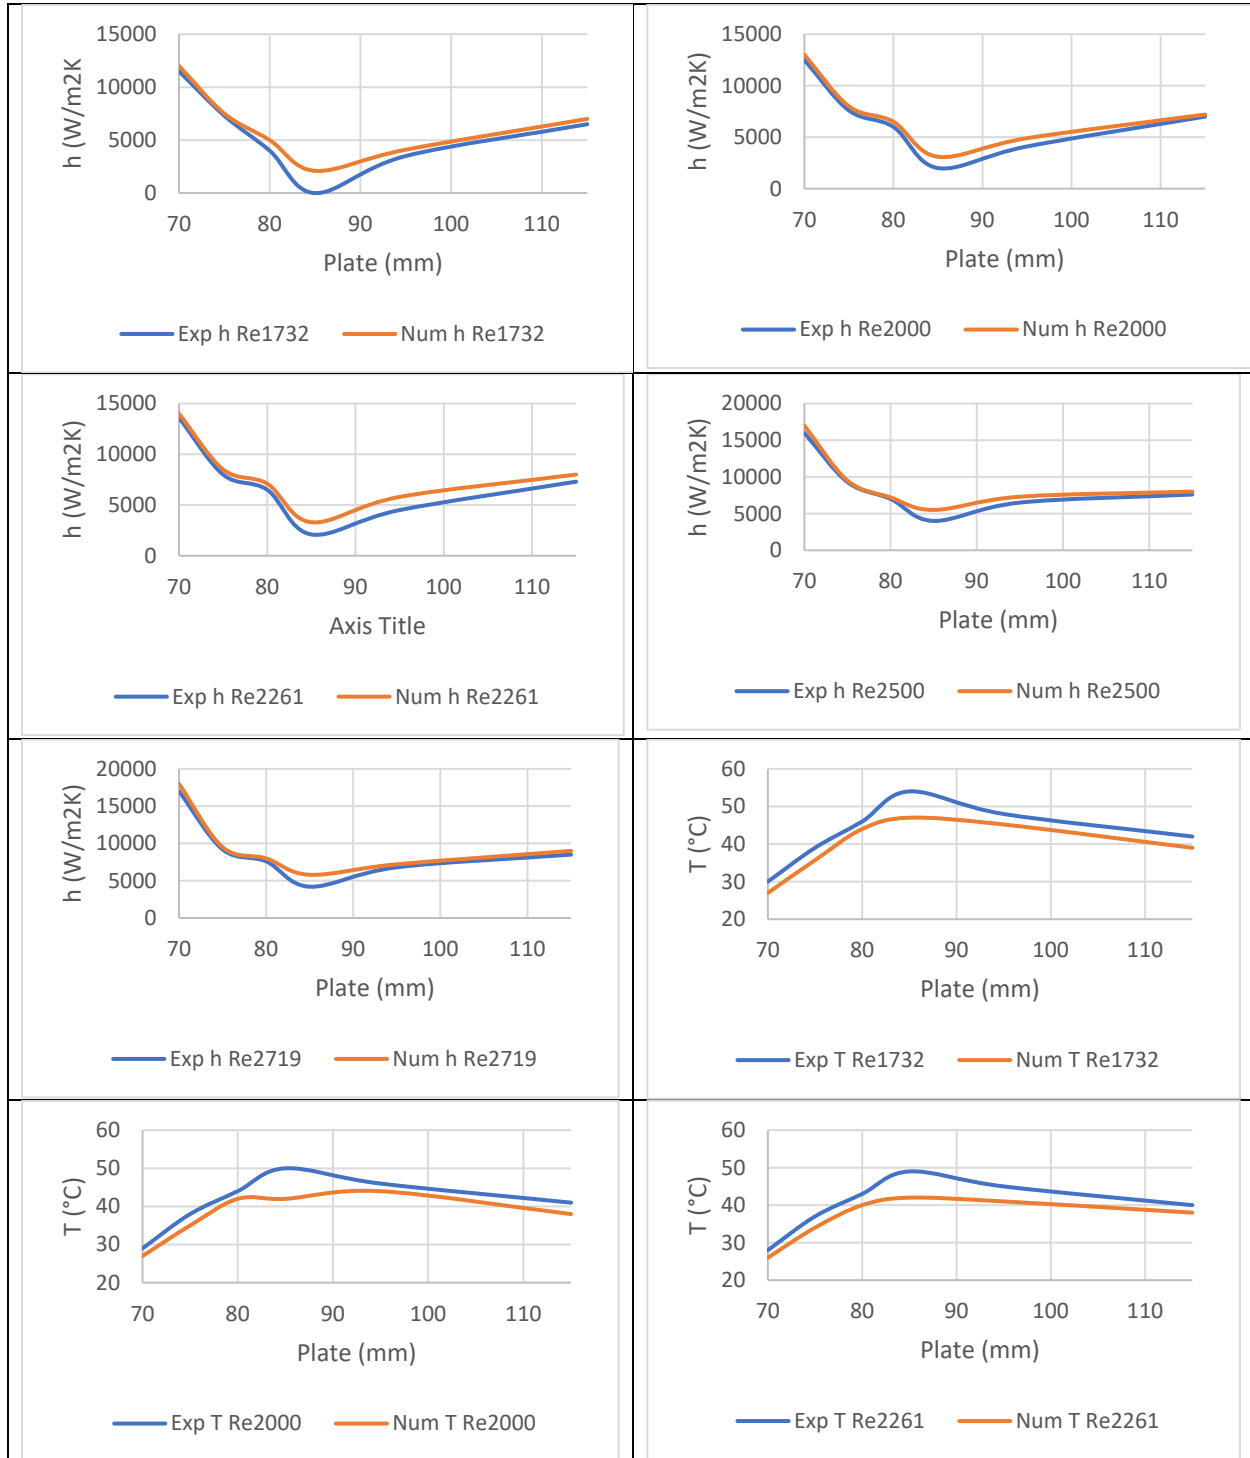 15000
10000
5000
0
h (W/m2K
70 80 90 100 110
Plate (mm)
Exp h Re1732 Num h Re1732
15000
10000
5000
0
h (W/m2K)
70 80 90 100 110
Plate (mm)
Exp h Re2000 Num h Re2000
15000
10000
5000
0
h (W/m2K)
70 80 90 100 110
Axis Title
Exp h Re2261 Num h Re2261
20000
15000
10000
5000
0
h (W/m2K)
70 80 90 100 110
Plate (mm)
Exp h Re2500 Num h Re2500
20000
15000
10000
5000
0
h (W/m2K)
70 80 90 100 110
Plate (mm)
Exp h Re2719 Num h Re2719
60
50
40
30
20
T (°C)
70 80 90 100 110
Plate (mm)
Exp T Re1732 Num T Re1732
60
50
40
30
20
T (°C)
70 80 90 100 110
Plate (mm)
Exp T Re2000 Num T Re2000
60
50
40
30
20
T (°C)
70 80 90 100 110
Plate (mm)
Exp T Re2261 Num T Re2261